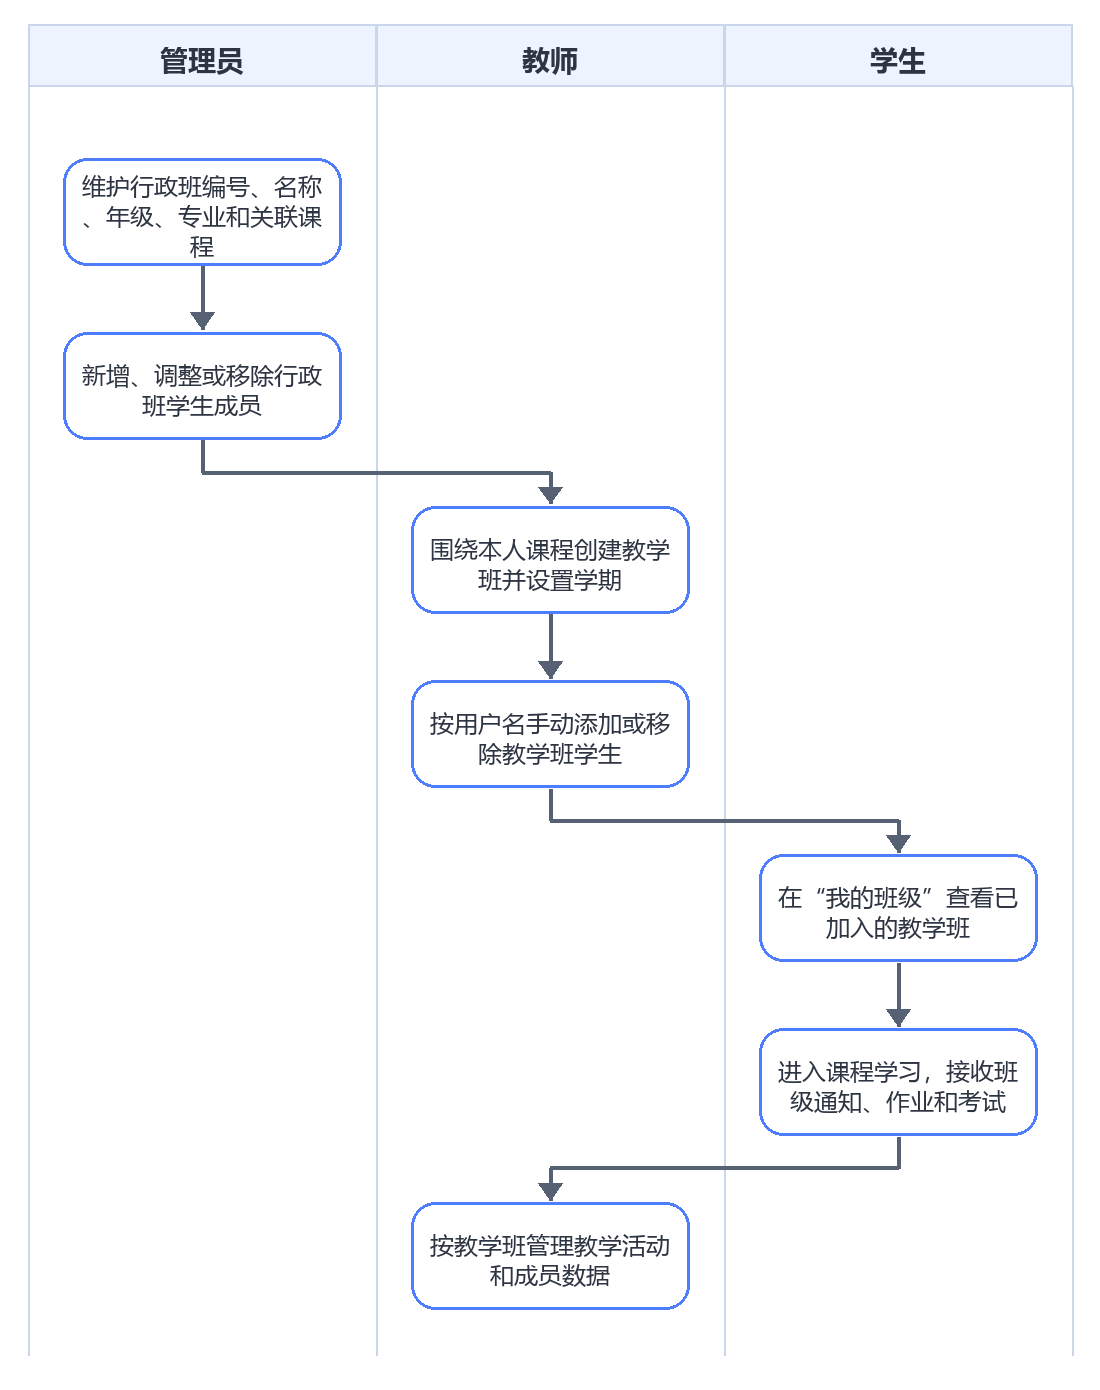 管理员
教师
学生
维护行政班编号、名称
、年级、专业和关联课
程
新增、调整或移除行政
班学生成员
围绕本人课程创建教学
班并设置学期
按用户名手动添加或移
除教学班学生
在“我的班级”查看已
加入的教学班
进入课程学习，接收班
级通知、作业和考试
按教学班管理教学活动
和成员数据